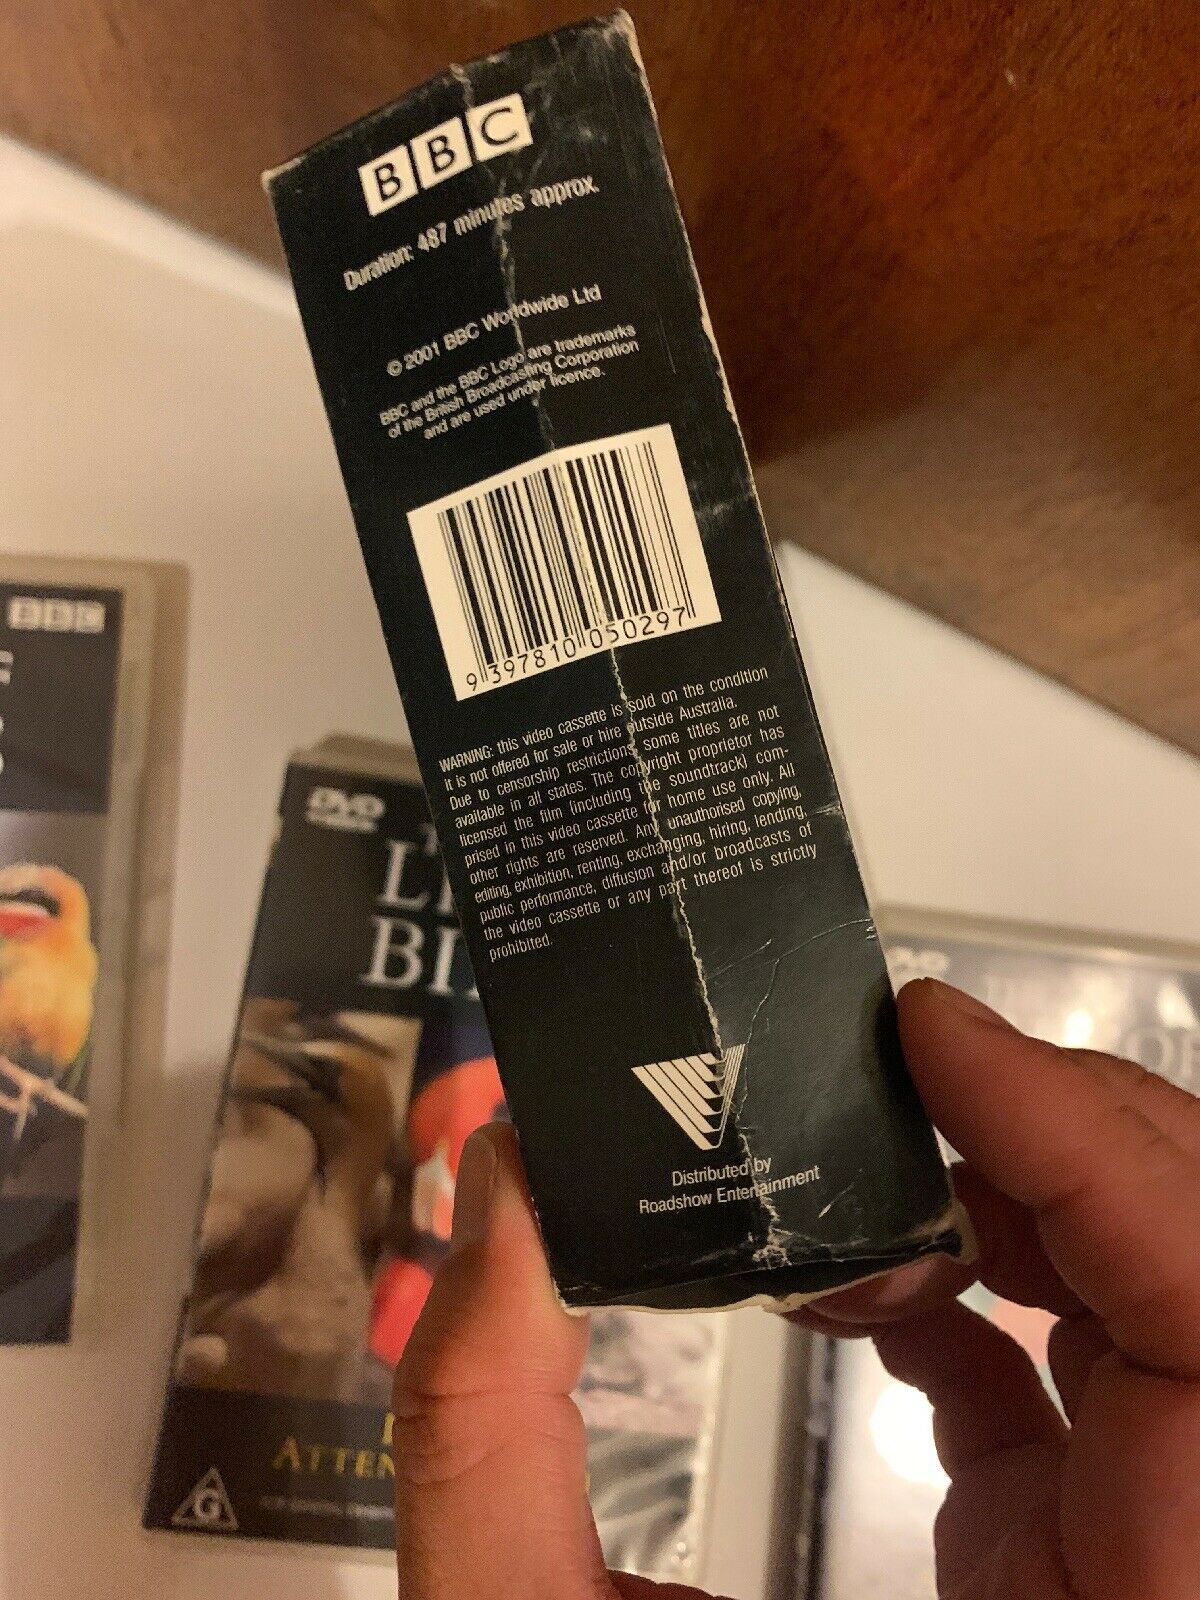 BBC
Duration: 487 minutes approx.
© 2001 BBC Worldwide Ltd
BBC and the BBC Logo are trademarks
of the British Broadcasting Corporation
and are used under licence.
9 397810 050297
WARNING: this video cassette is sold on the condition
it is not offered for sale or hire outside Australia.
Due to censorship restrictions, some titles are not
available in all states. The copyright proprietor has
licensed the film (including the soundtrack) com-
prised in this video cassette for home use only. All
other rights are reserved. Any unauthorised copying,
editing, exhibition, renting, exchanging, hiring, lending,
public performance, diffusion and/or broadcasts of
the video cassette or any part thereof is strictly
prohibited.
Distributed by
Roadshow Entertainment
BBC
DVD
BI
ATTEN
G